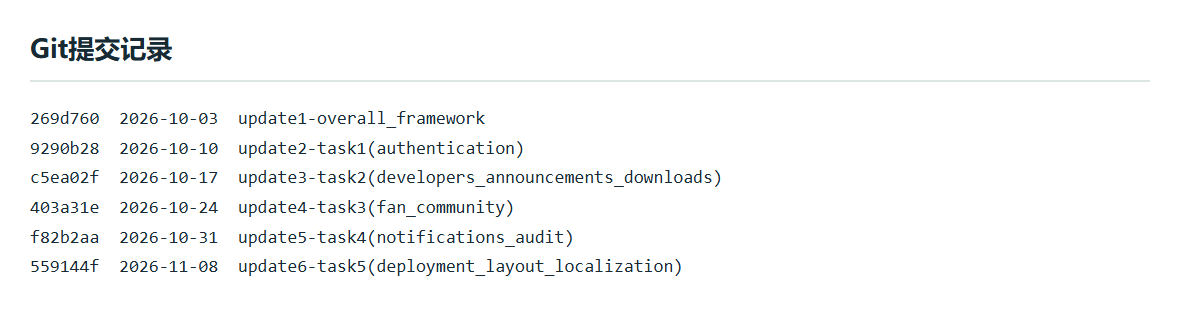 Git提交记录
269d760  2026-10-03  update1-overall_framework
9290b28  2026-10-10  update2-task1(authentication)
c5ea02f  2026-10-17  update3-task2(developers_announcements_downloads)
403a31e  2026-10-24  update4-task3(fan_community)
f82b2aa  2026-10-31  update5-task4(notifications_audit)
559144f  2026-11-08  update6-task5(deployment_layout_localization)